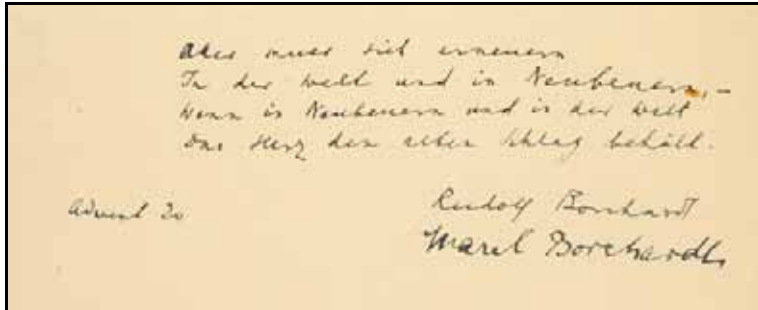 Alles muss sich erneuern
In der Welt und in Neubeuern, –
Wenn in Neubeuern und in der Welt
Das Herz den alten Schlag behält.
Advent 20
Rudolf Borchardt
Marel Borchardt